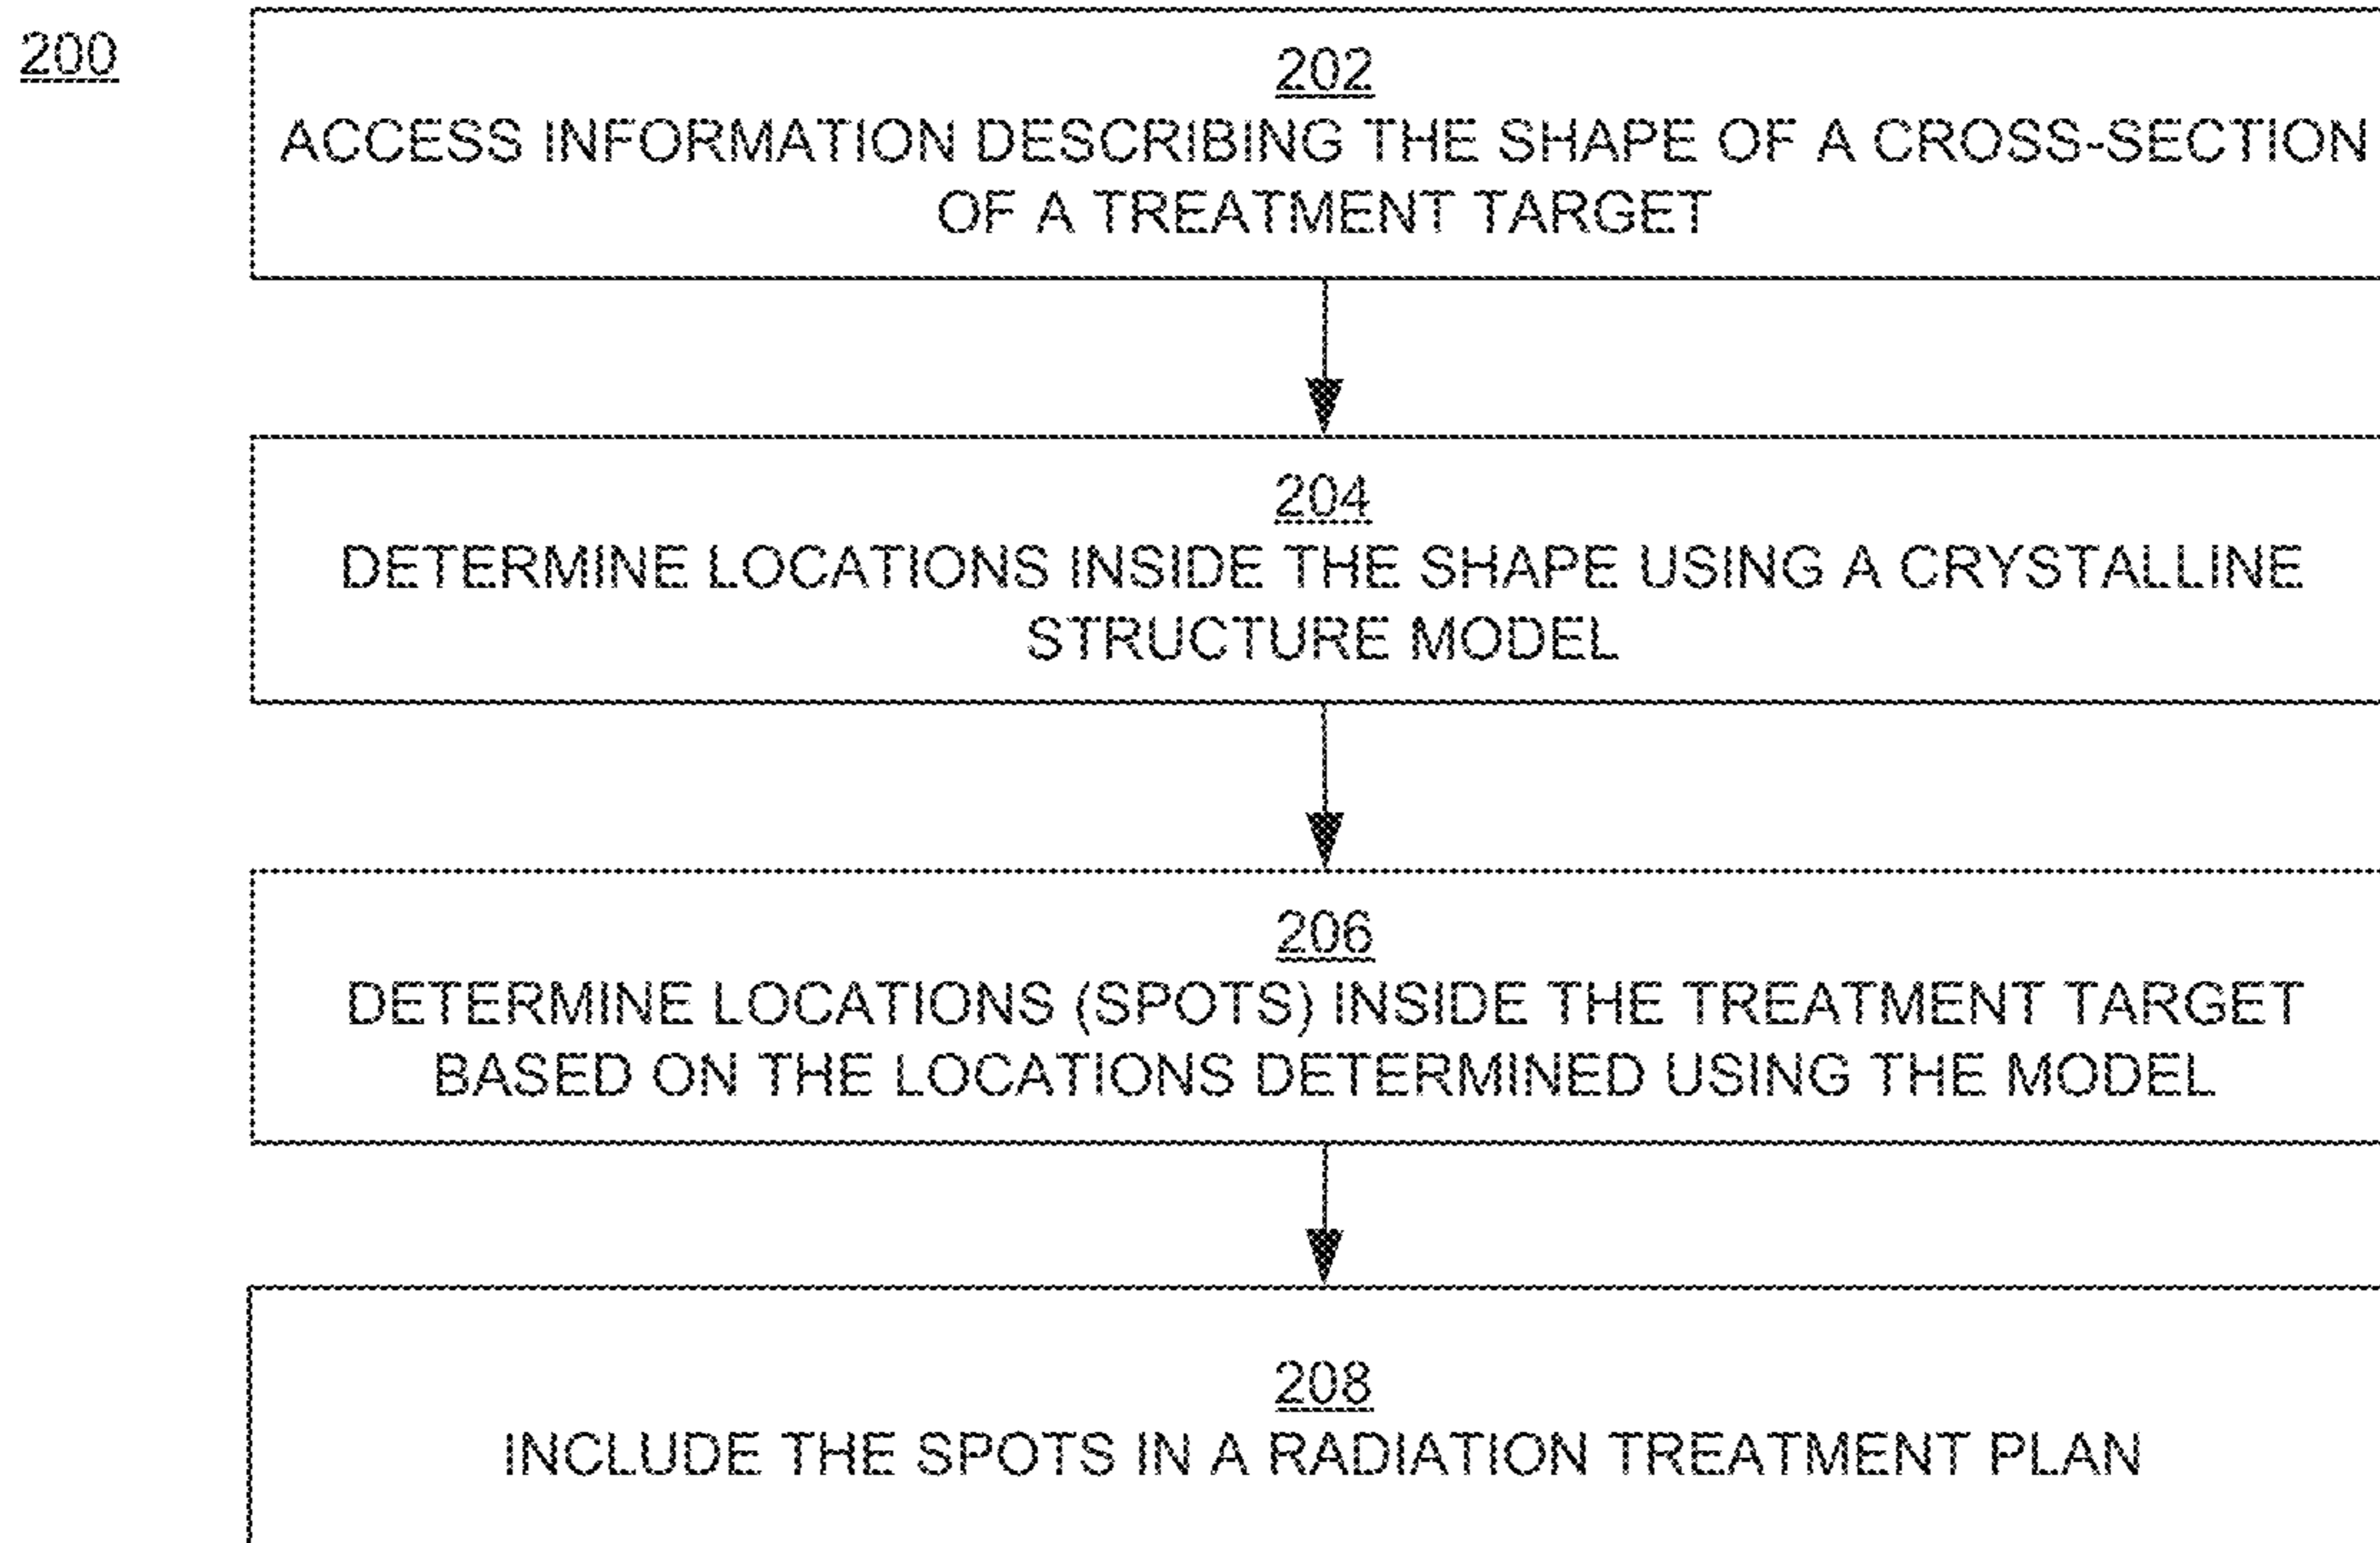 200
202
ACCESS INFORMATION DESCRIBING THE SHAPE OF A CROSS-SECTION
OF A TREATMENT TARGET
204
DETERMINE LOCATIONS INSIDE THE SHAPE USING A CRYSTALLINE
STRUCTURE MODEL
206
DETERMINE LOCATIONS (SPOTS) INSIDE THE TREATMENT TARGET
BASED ON THE LOCATIONS DETERMINED USING THE MODEL
208
INCLUDE THE SPOTS IN A RADIATION TREATMENT PLAN